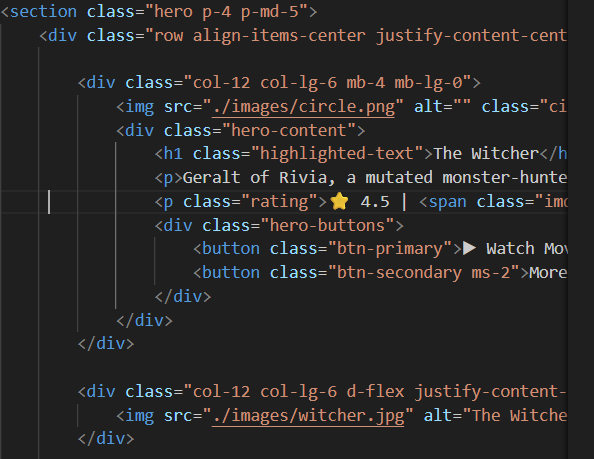 <section class="hero p-4 p-md-5">
<div class="row align-items-center justify-content-cent
<div class="col-12 col-lg-6 mb-4 mb-lg-0">
<img src="./images/circle.png" alt="" class="ci
<div class="hero-content">
<h1 class="highlighted-text">The Witcher</h
<p>Geralt of Rivia, a mutated monster-hunte
<p class="rating">⭐ 4.5 | <span class="imd
<div class="hero-buttons">
<button class="btn-primary">▶ Watch Mov
<button class="btn-secondary ms-2">More
</div>
</div>
</div>
<div class="col-12 col-lg-6 d-flex justify-content-
<img src="./images/witcher.jpg" alt="The Witche
</div>